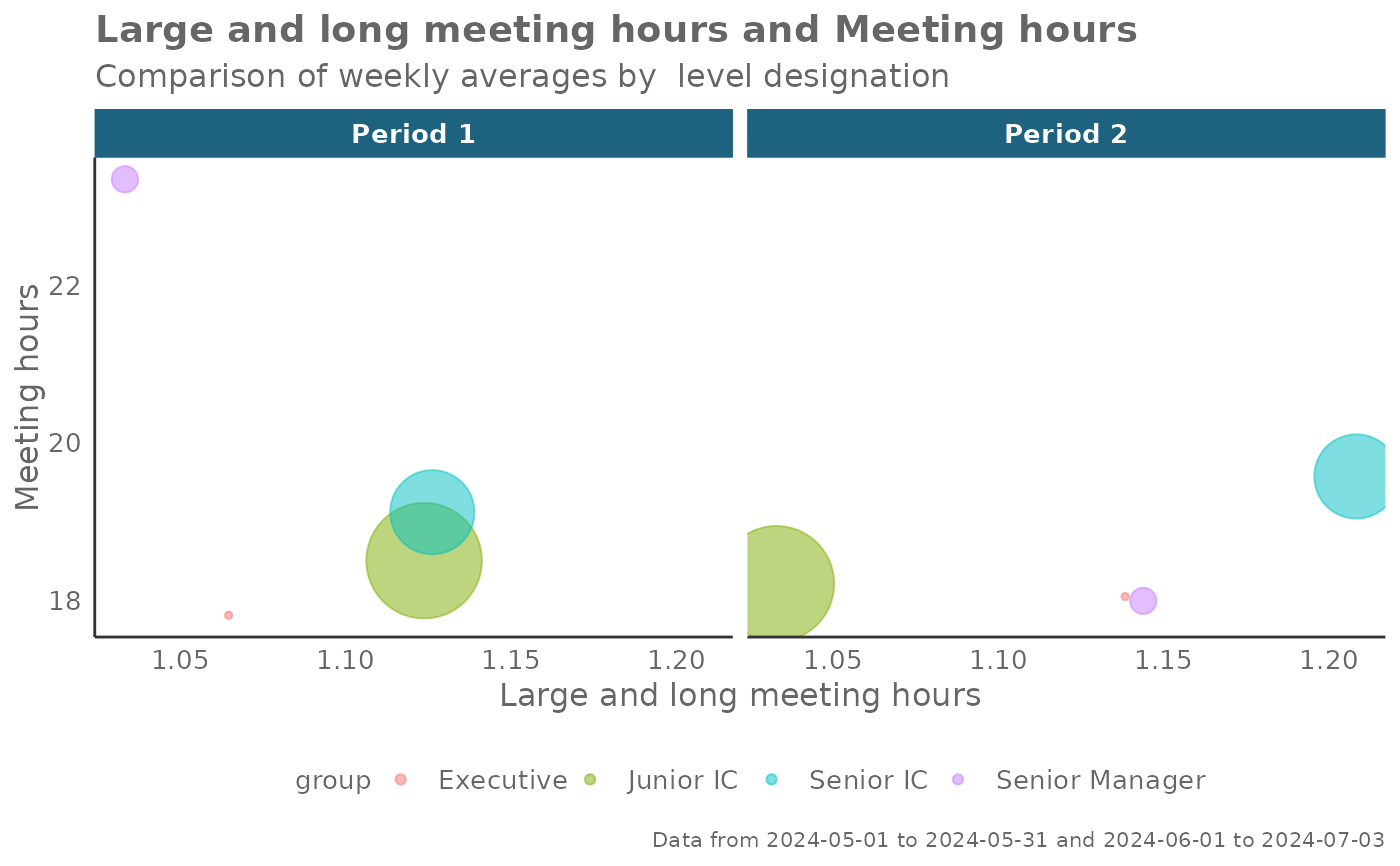 Large and long meeting hours and Meeting hours
Comparison of weekly averages by  level designation
Period 1
Period 2
Meeting hours
22
20
18
1.05 1.10 1.15 1.20
1.05 1.10 1.15 1.20
Large and long meeting hours
group Executive Junior IC Senior IC Senior Manager
Data from 2024-05-01 to 2024-05-31 and 2024-06-01 to 2024-07-03